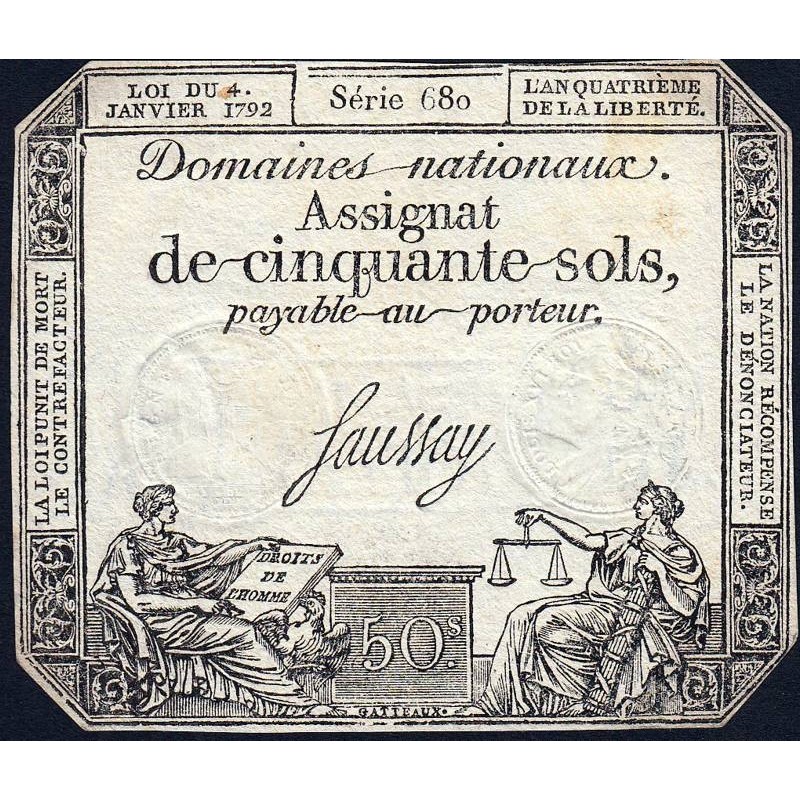 LOI DU 4.
JANVIER 1792
Série 680
L'AN QUATRIÈME
DE LA LIBERTÉ.
Domaines nationaux.
Assignat
de cinquante sols,
payable au porteur.
LA LOI PUNIT DE MORT
LE CONTREFACTEUR.
LA NATION RÉCOMPENSE
LE DÉNONCIATEUR.
Saussay
DROITS
DE
L'HOMME
50.s
GATTEAUX.